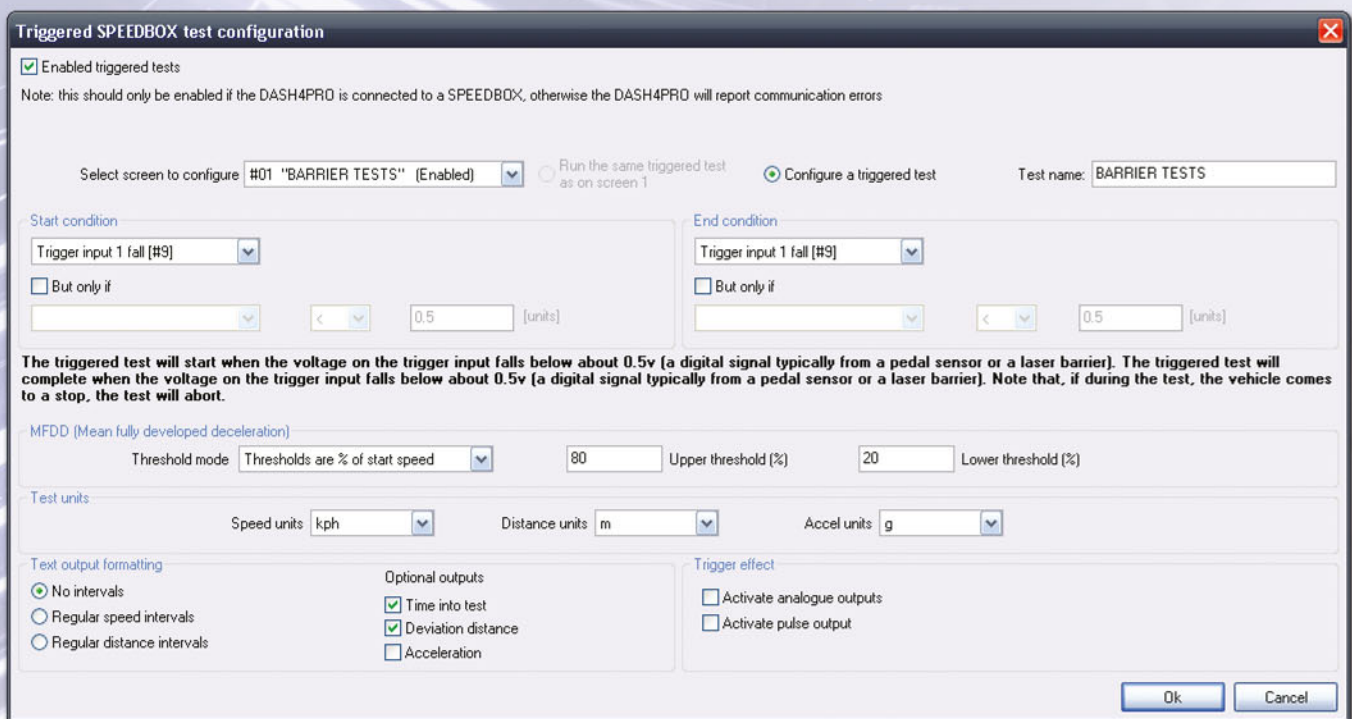 Triggered SPEEDBOX test configuration
Enabled triggered tests
Note: this should only be enabled if the DASH4PRO is connected to a SPEEDBOX, otherwise the DASH4PRO will report communication errors
Select screen to configure #01 "BARRIER TESTS" (Enabled) Run the same triggered test as on screen 1 Configure a triggered test Test name: BARRIER TESTS
Start condition
Trigger input 1 fall [#9]
But only if
< 0.5 [units]
End condition
Trigger input 1 fall [#9]
But only if
< 0.5 [units]
The triggered test will start when the voltage on the trigger input falls below about 0.5v (a digital signal typically from a pedal sensor or a laser barrier). The triggered test will
complete when the voltage on the trigger input falls below about 0.5v (a digital signal typically from a pedal sensor or a laser barrier). Note that, if during the test, the vehicle comes
to a stop, the test will abort.
MFDD (Mean fully developed deceleration)
Threshold mode Thresholds are % of start speed 80 Upper threshold (%) 20 Lower threshold (%)
Test units
Speed units kph Distance units m Accel units g
Text output formatting
No intervals
Regular speed intervals
Regular distance intervals
Optional outputs
Time into test
Deviation distance
Acceleration
Trigger effect
Activate analogue outputs
Activate pulse output
Ok Cancel